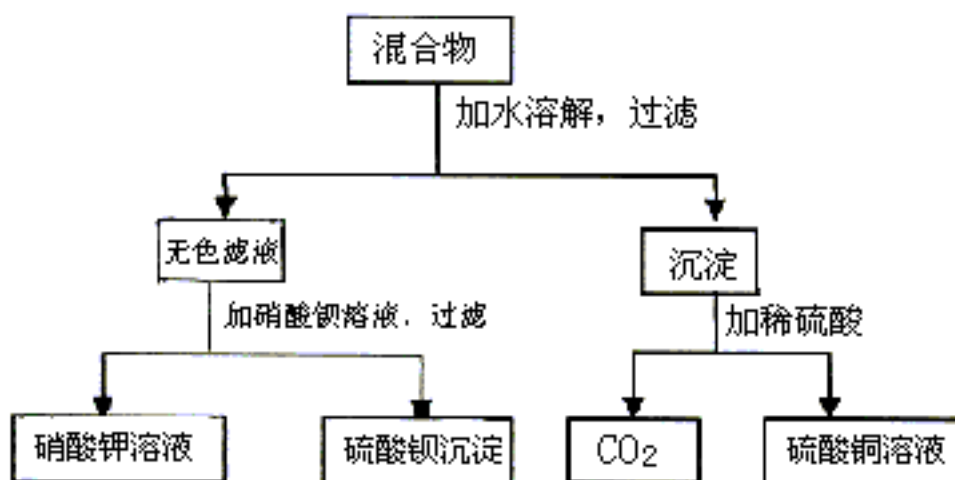 混合物
加水溶解，过滤
无色滤液
沉淀
加硝酸钡溶液．过滤
加稀硫酸
硝酸钾溶液
硫酸钡沉淀
CO₂
硫酸铜溶液